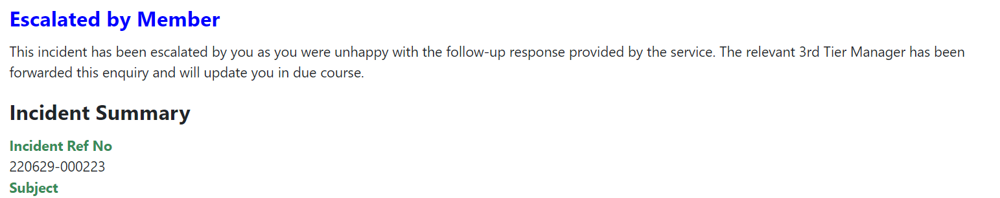 Escalated by Member
This incident has been escalated by you as you were unhappy with the follow-up response provided by the service. The relevant 3rd Tier Manager has been
forwarded this enquiry and will update you in due course.
Incident Summary
Incident Ref No
220629-000223
Subject